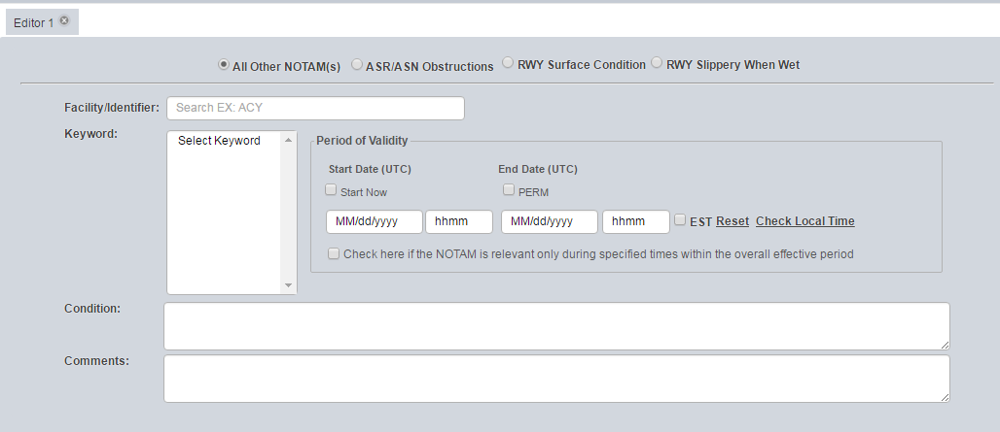 Editor 1
All Other NOTAM(s) ASR/ASN Obstructions RWY Surface Condition RWY Slippery When Wet
Facility/Identifier: Search EX: ACY
Keyword: Select Keyword
Period of Validity
Start Date (UTC) End Date (UTC)
Start Now PERM
MM/dd/yyyy hhmm MM/dd/yyyy hhmm EST Reset Check Local Time
Check here if the NOTAM is relevant only during specified times within the overall effective period
Condition:
Comments: